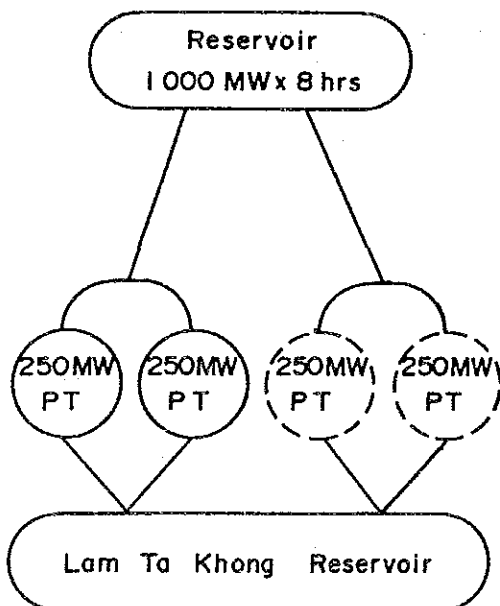 Reservoir
1 000 MW x 8 hrs
250MW
PT
250MW
PT
250MW
PT
250MW
PT
Lam Ta Khong Reservoir